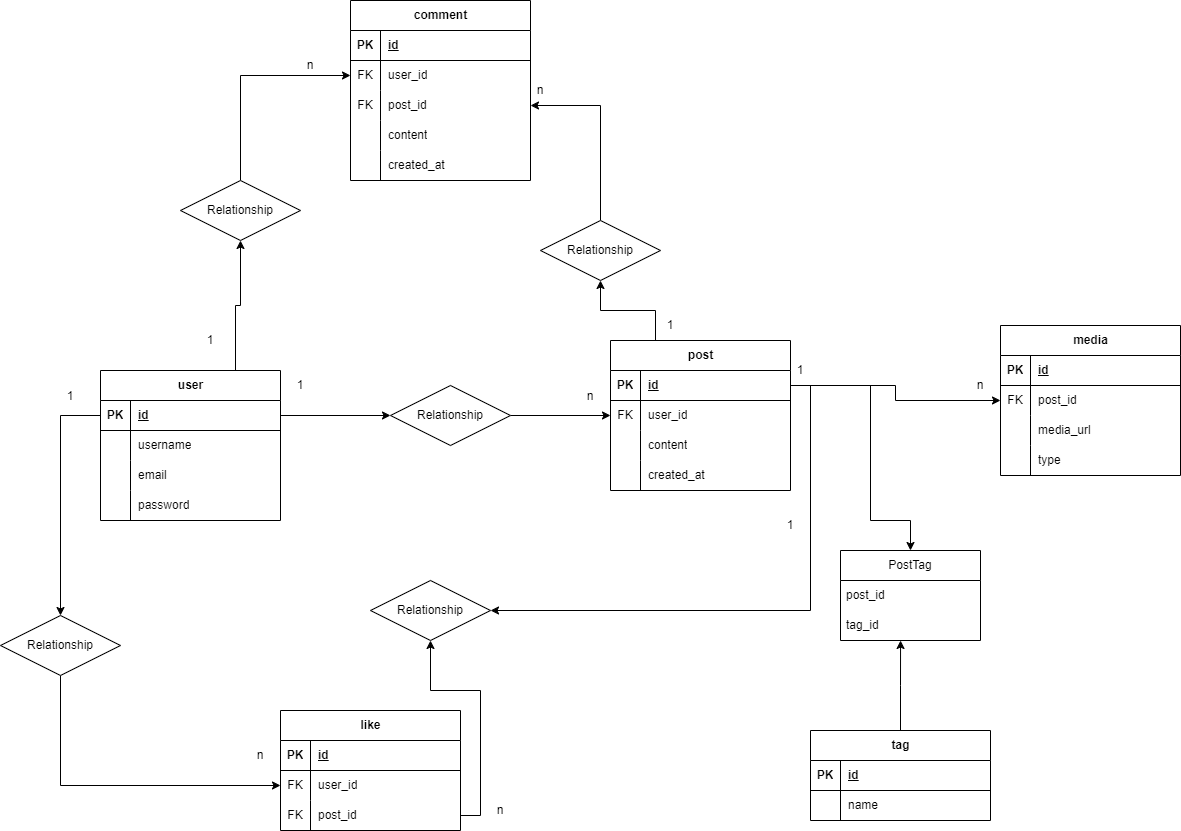 comment
PK id
n
FK user_id
n
FK post_id
content
created_at
Relationship
Relationship
1
1
media
user
post
PK id
1
1
1
PK id
n
n
PK id
Relationship
FK user_id
FK post_id
username
content
media_url
email
created_at
type
password
1
PostTag
post_id
Relationship
tag_id
Relationship
like
tag
n
PK id
PK id
FK user_id
name
FK post_id
n